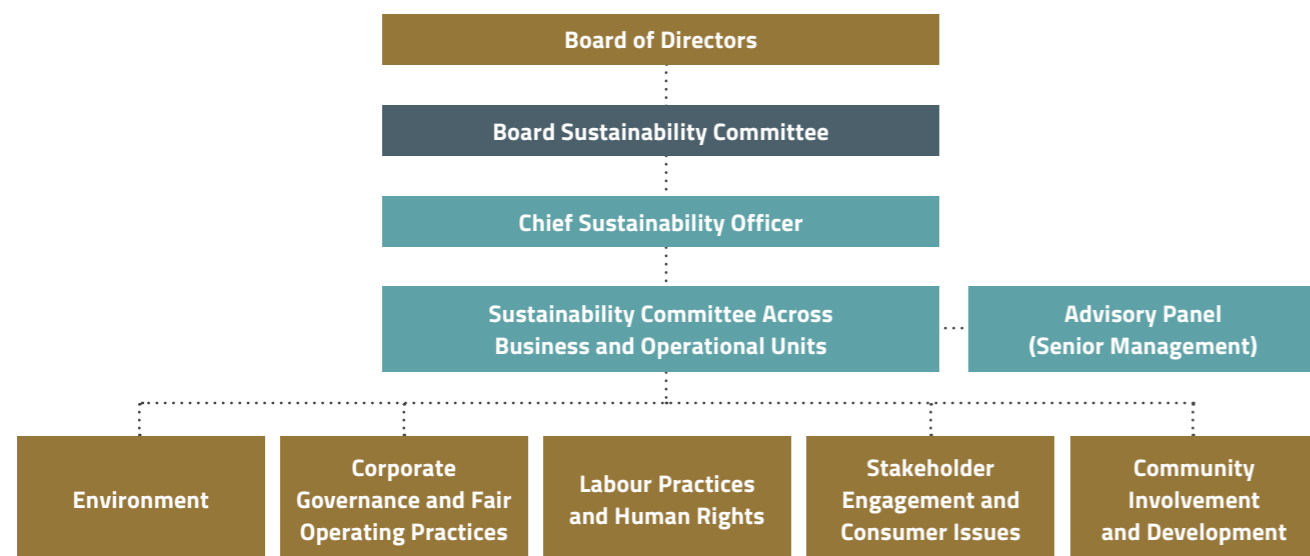 Board of Directors
Board Sustainability Committee
Chief Sustainability Officer
Sustainability Committee Across
Business and Operational Units
Advisory Panel
(Senior Management)
Environment
Corporate
Governance and Fair
Operating Practices
Labour Practices
and Human Rights
Stakeholder
Engagement and
Consumer Issues
Community
Involvement
and Development